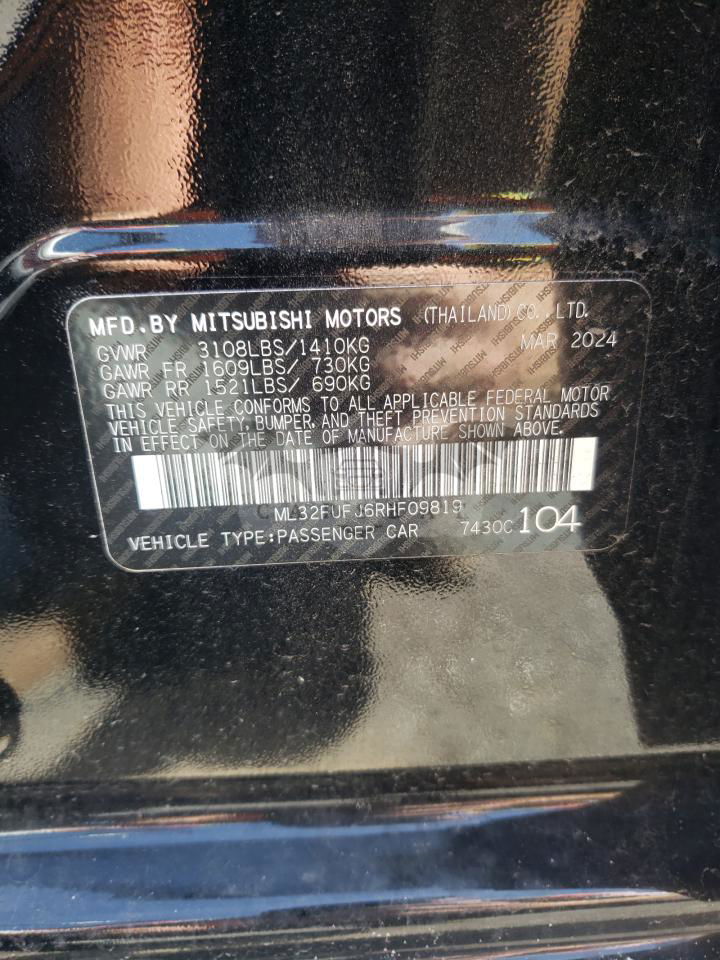 MFD.BY MITSUBISHI MOTORS (THAILAND)CO.,LTD.
GVWR 3108LBS/1410KG MAR 2024
GAWR FR 1609LBS/ 730KG
GAWR RR 1521LBS/ 690KG
THIS VEHICLE CONFORMS TO ALL APPLICABLE FEDERAL MOTOR
VEHICLE SAFETY,BUMPER,AND THEFT PREVENTION STANDARDS
IN EFFECT ON THE DATE OF MANUFACTURE SHOWN ABOVE.
ML32FUFJ6RHF09819
VEHICLE TYPE:PASSENGER CAR 7430C 104